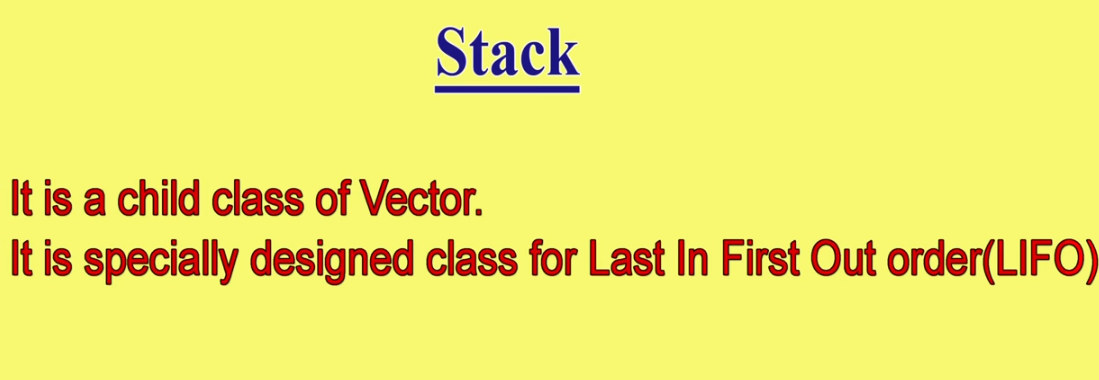 Stack
It is a child class of Vector.
It is specially designed class for Last In First Out order(LIFO)